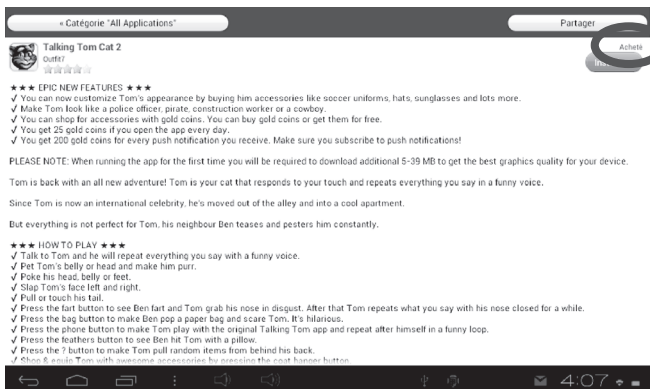 « Catégorie "All Applications"
Partager
Talking Tom Cat 2
Acheté
Outfit7
★★★ EPIC NEW FEATURES ★★★
√ You can now customize Tom's appearance by buying him accessories like soccer uniforms, hats, sunglasses and lots more.
√ Make Tom look like a police officer, pirate, construction worker or a cowboy.
√ You can shop for accessories with gold coins. You can buy gold coins or get them for free.
√ You get 25 gold coins if you open the app every day.
√ You get 200 gold coins for every push notification you receive. Make sure you subscribe to push notifications!
PLEASE NOTE: When running the app for the first time you will be required to download additional 5-39 MB to get the best graphics quality for your device.
Tom is back with an all new adventure! Tom is your cat that responds to your touch and repeats everything you say in a funny voice.
Since Tom is now an international celebrity, he's moved out of the alley and into a cool apartment.
But everything is not perfect for Tom, his neighbour Ben teases and pesters him constantly.
★★★ HOW TO PLAY ★★★
√ Talk to Tom and he will repeat everything you say with a funny voice.
√ Pet Tom's belly or head and make him purr.
√ Poke his head, belly or feet.
√ Slap Tom's face left and right.
√ Pull or touch his tail.
√ Press the fart button to see Ben fart and Tom grab his nose in disgust. After that Tom repeats what you say with his nose closed for a while.
√ Press the bag button to make Ben pop a paper bag and scare Tom. It's hilarious.
√ Press the phone button to make Tom play with the original Talking Tom app and repeat after himself in a funny loop.
√ Press the feathers button to see Ben hit Tom with a pillow.
√ Press the ? button to make Tom pull random items from behind his back.
√ Shop & equip Tom with awesome accessories by pressing the coat hanger button
4:07